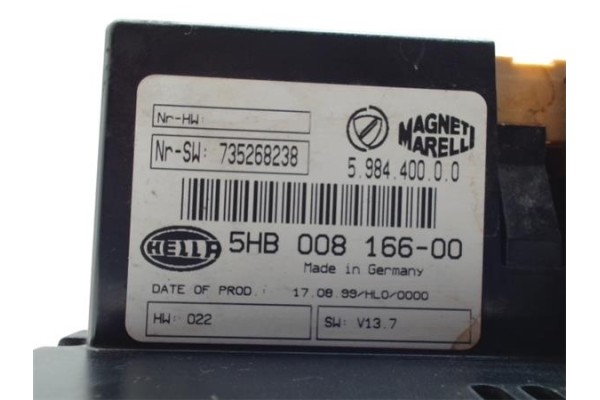 Nr-HW:
MAGNETI
MARELLI
Nr-SW: 735268238
5.984.400.0.0
HELLA
5HB 008 166-00
Made in Germany
DATE OF PROD.: 17.08.99/HL0/0000
HW: 022
SW: V13.7